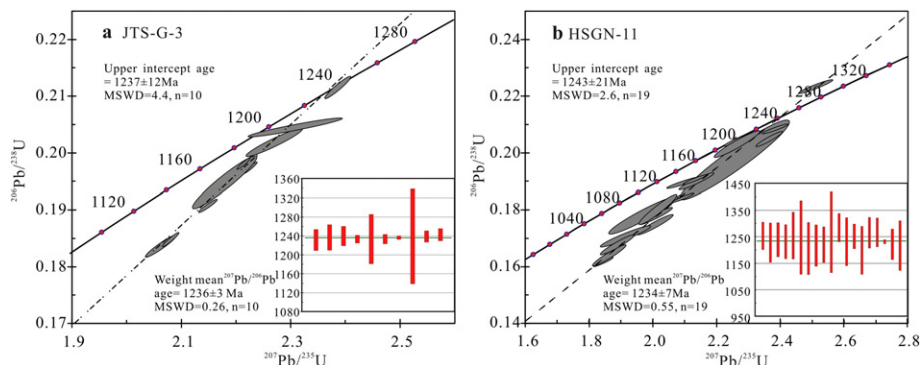 a JTS-G-3
Upper intercept age
= 1237±12Ma
MSWD=4.4, n=10
0.22
0.21
0.20
0.19
0.18
0.17
206Pb/238U
1120
1160
1200
1240
1280
1360
1320
1280
1240
1200
1160
1120
1080
Weight mean207Pb/206Pb
age= 1236±3 Ma
MSWD=0.26, n=10
1.9
2.1
2.3
2.5
207Pb/235U
b HSGN-11
Upper intercept age
= 1243±21Ma
MSWD=2.6, n=19
0.24
0.22
0.20
0.18
0.16
0.14
206Pb/238U
1040
1080
1120
1160
1200
1240
1280
1320
1450
1350
1250
1150
1050
950
Weight mean207Pb/206Pb
age= 1234±7Ma
MSWD=0.55, n=19
1.6
1.8
2.0
2.2
2.4
2.6
2.8
207Pb/235U